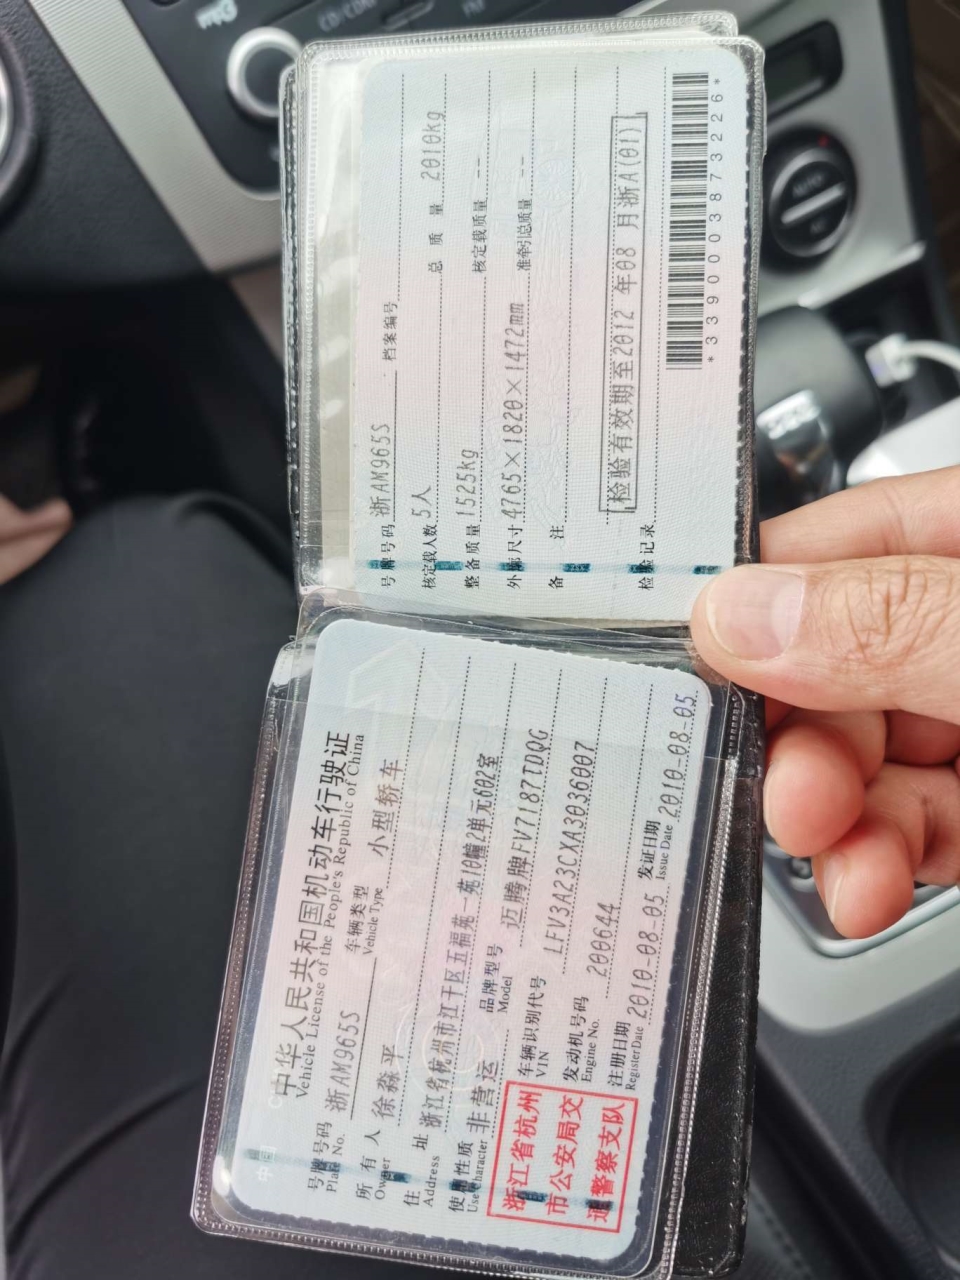 中华人民共和国机动车行驶证
Vehicle License of the People's Republic of China
号牌号码 浙AM965S 车辆类型 小型轿车
Plate No. Vehicle Type
所有人 徐淼平
Owner
住址 浙江省杭州市江干区五福苑一苑10幢2单元602室
Address
使用性质 非营运 品牌型号 迈腾牌FV7187TDQG
Use Character Model
浙江省杭州
市公安局交
通警察支队
车辆识别代号 LFV3A23CXA3036007
VIN
发动机号码 200644
Engine No.
注册日期 2010-08-05 发证日期 2010-08-05
Register Date Issue Date
号牌号码 浙AM965S 档案编号
核定载人数 5人 总质量 2010kg
整备质量 1525kg 核定载质量 --
外廓尺寸 4765×1820×1472mm 准牵引总质量 --
备注
检验记录 检验有效期至2012年08月浙A(01)
*3390003873226*
AUTO